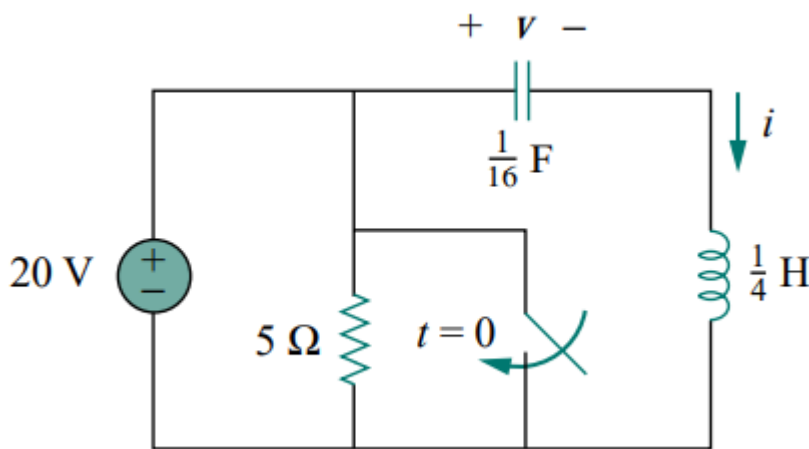 + v −
1/16 F
i
20 V
+
−
5 Ω
t = 0
1/4 H